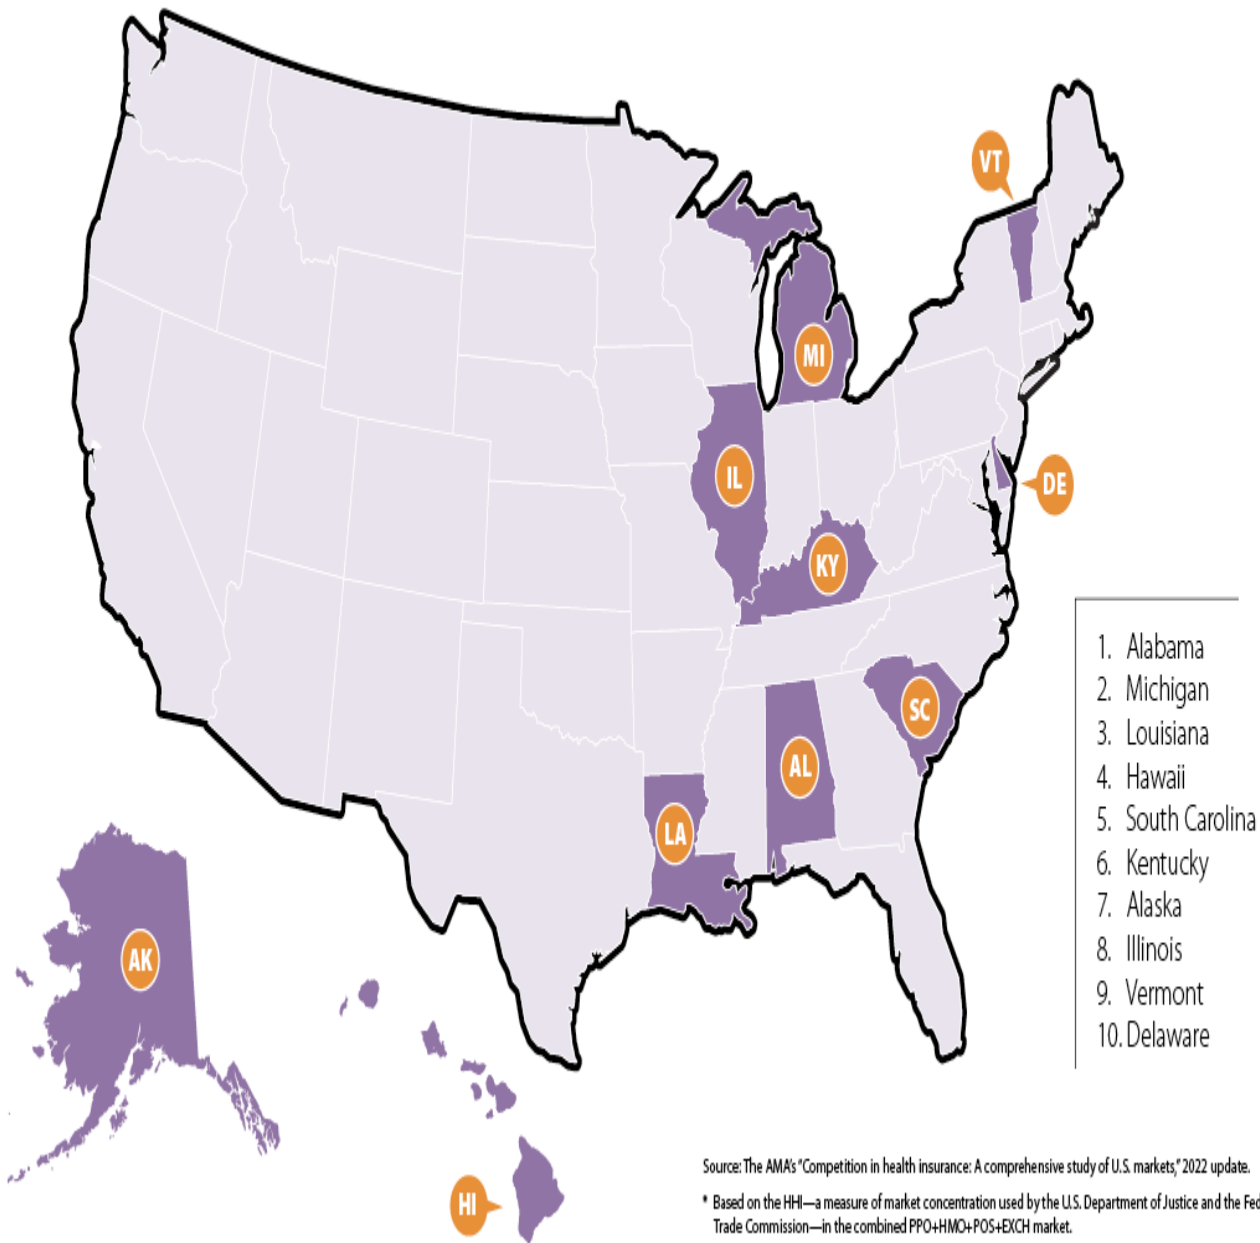 VT
MI
IL
DE
KY
SC
AL
LA
AK
HI
1. Alabama
2. Michigan
3. Louisiana
4. Hawaii
5. South Carolina
6. Kentucky
7. Alaska
8. Illinois
9. Vermont
10. Delaware
Source: The AMA's "Competition in health insurance: A comprehensive study of U.S. markets," 2022 update.
* Based on the HHI—a measure of market concentration used by the U.S. Department of Justice and the Fed
Trade Commission—in the combined PPO+HMO+POS+EXCH market.